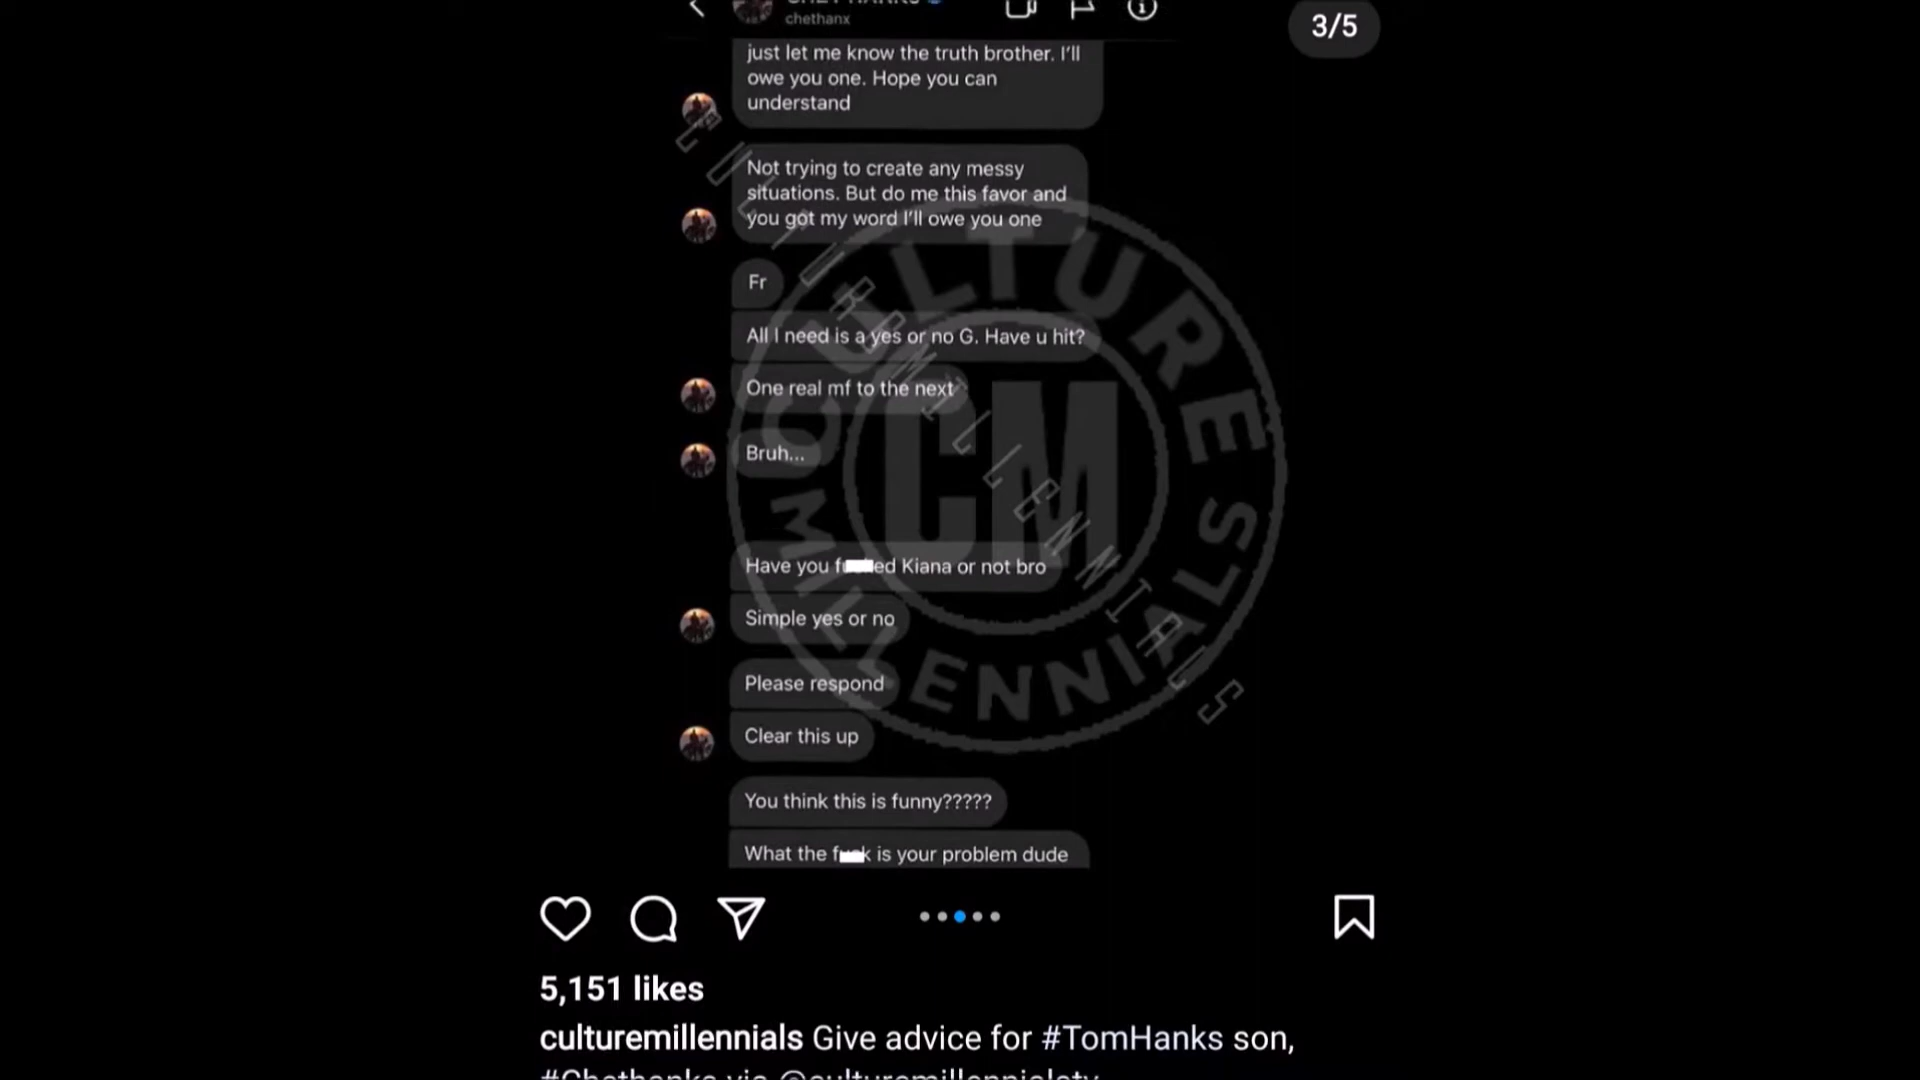 CHET HANKS
chethanx
3/5
just let me know the truth brother. I'll
owe you one. Hope you can
understand
Not trying to create any messy
situations. But do me this favor and
you got my word I'll owe you one
Fr
All I need is a yes or no G. Have u hit?
One real mf to the next
Bruh...
Have you f ed Kiana or not bro
Simple yes or no
Please respond
Clear this up
You think this is funny?????
What the f k is your problem dude
CULTURE
CM
MILLENNIALS
CULTUREMILLENNIALS
5,151 likes
culturemillennials Give advice for #TomHanks son,
#Chethanks via @culturemillennialstv